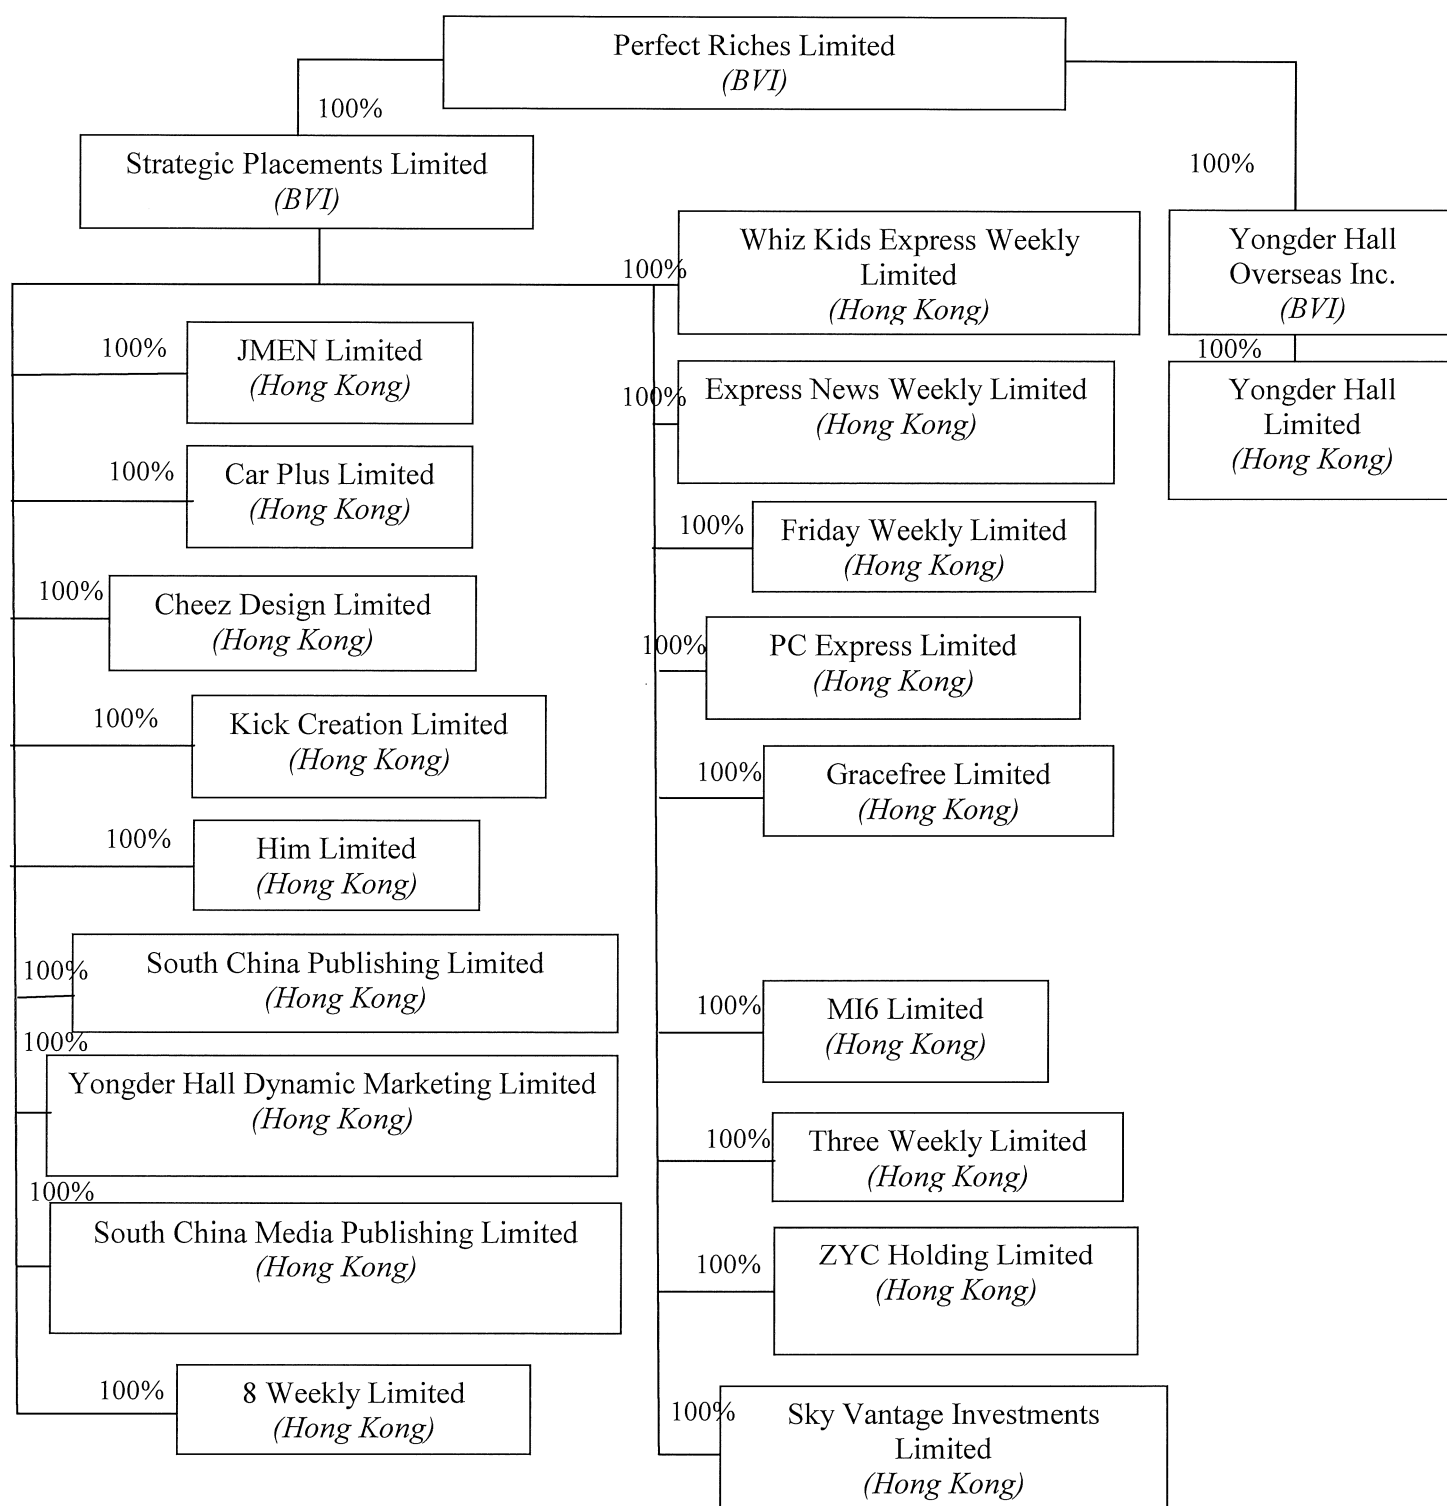 Perfect Riches Limited
(BVI)
100%
Strategic Placements Limited
(BVI)
100%
Yongder Hall
Overseas Inc.
(BVI)
100%
Yongder Hall
Limited
(Hong Kong)
100%
JMEN Limited
(Hong Kong)
100%
Car Plus Limited
(Hong Kong)
100%
Cheez Design Limited
(Hong Kong)
100%
Kick Creation Limited
(Hong Kong)
100%
Him Limited
(Hong Kong)
100%
South China Publishing Limited
(Hong Kong)
100%
Yongder Hall Dynamic Marketing Limited
(Hong Kong)
100%
South China Media Publishing Limited
(Hong Kong)
100%
8 Weekly Limited
(Hong Kong)
100%
Whiz Kids Express Weekly
Limited
(Hong Kong)
100%
Express News Weekly Limited
(Hong Kong)
100%
Friday Weekly Limited
(Hong Kong)
100%
PC Express Limited
(Hong Kong)
100%
Gracefree Limited
(Hong Kong)
100%
MI6 Limited
(Hong Kong)
100%
Three Weekly Limited
(Hong Kong)
100%
ZYC Holding Limited
(Hong Kong)
100%
Sky Vantage Investments
Limited
(Hong Kong)